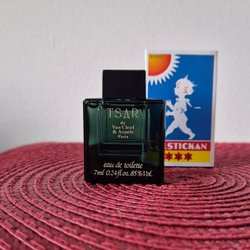 TSAR
de
Van Cleef
& Arpels
Paris
eau de toilette
7ml 0.24 fl.oz. 85% Vol.
STICKAN